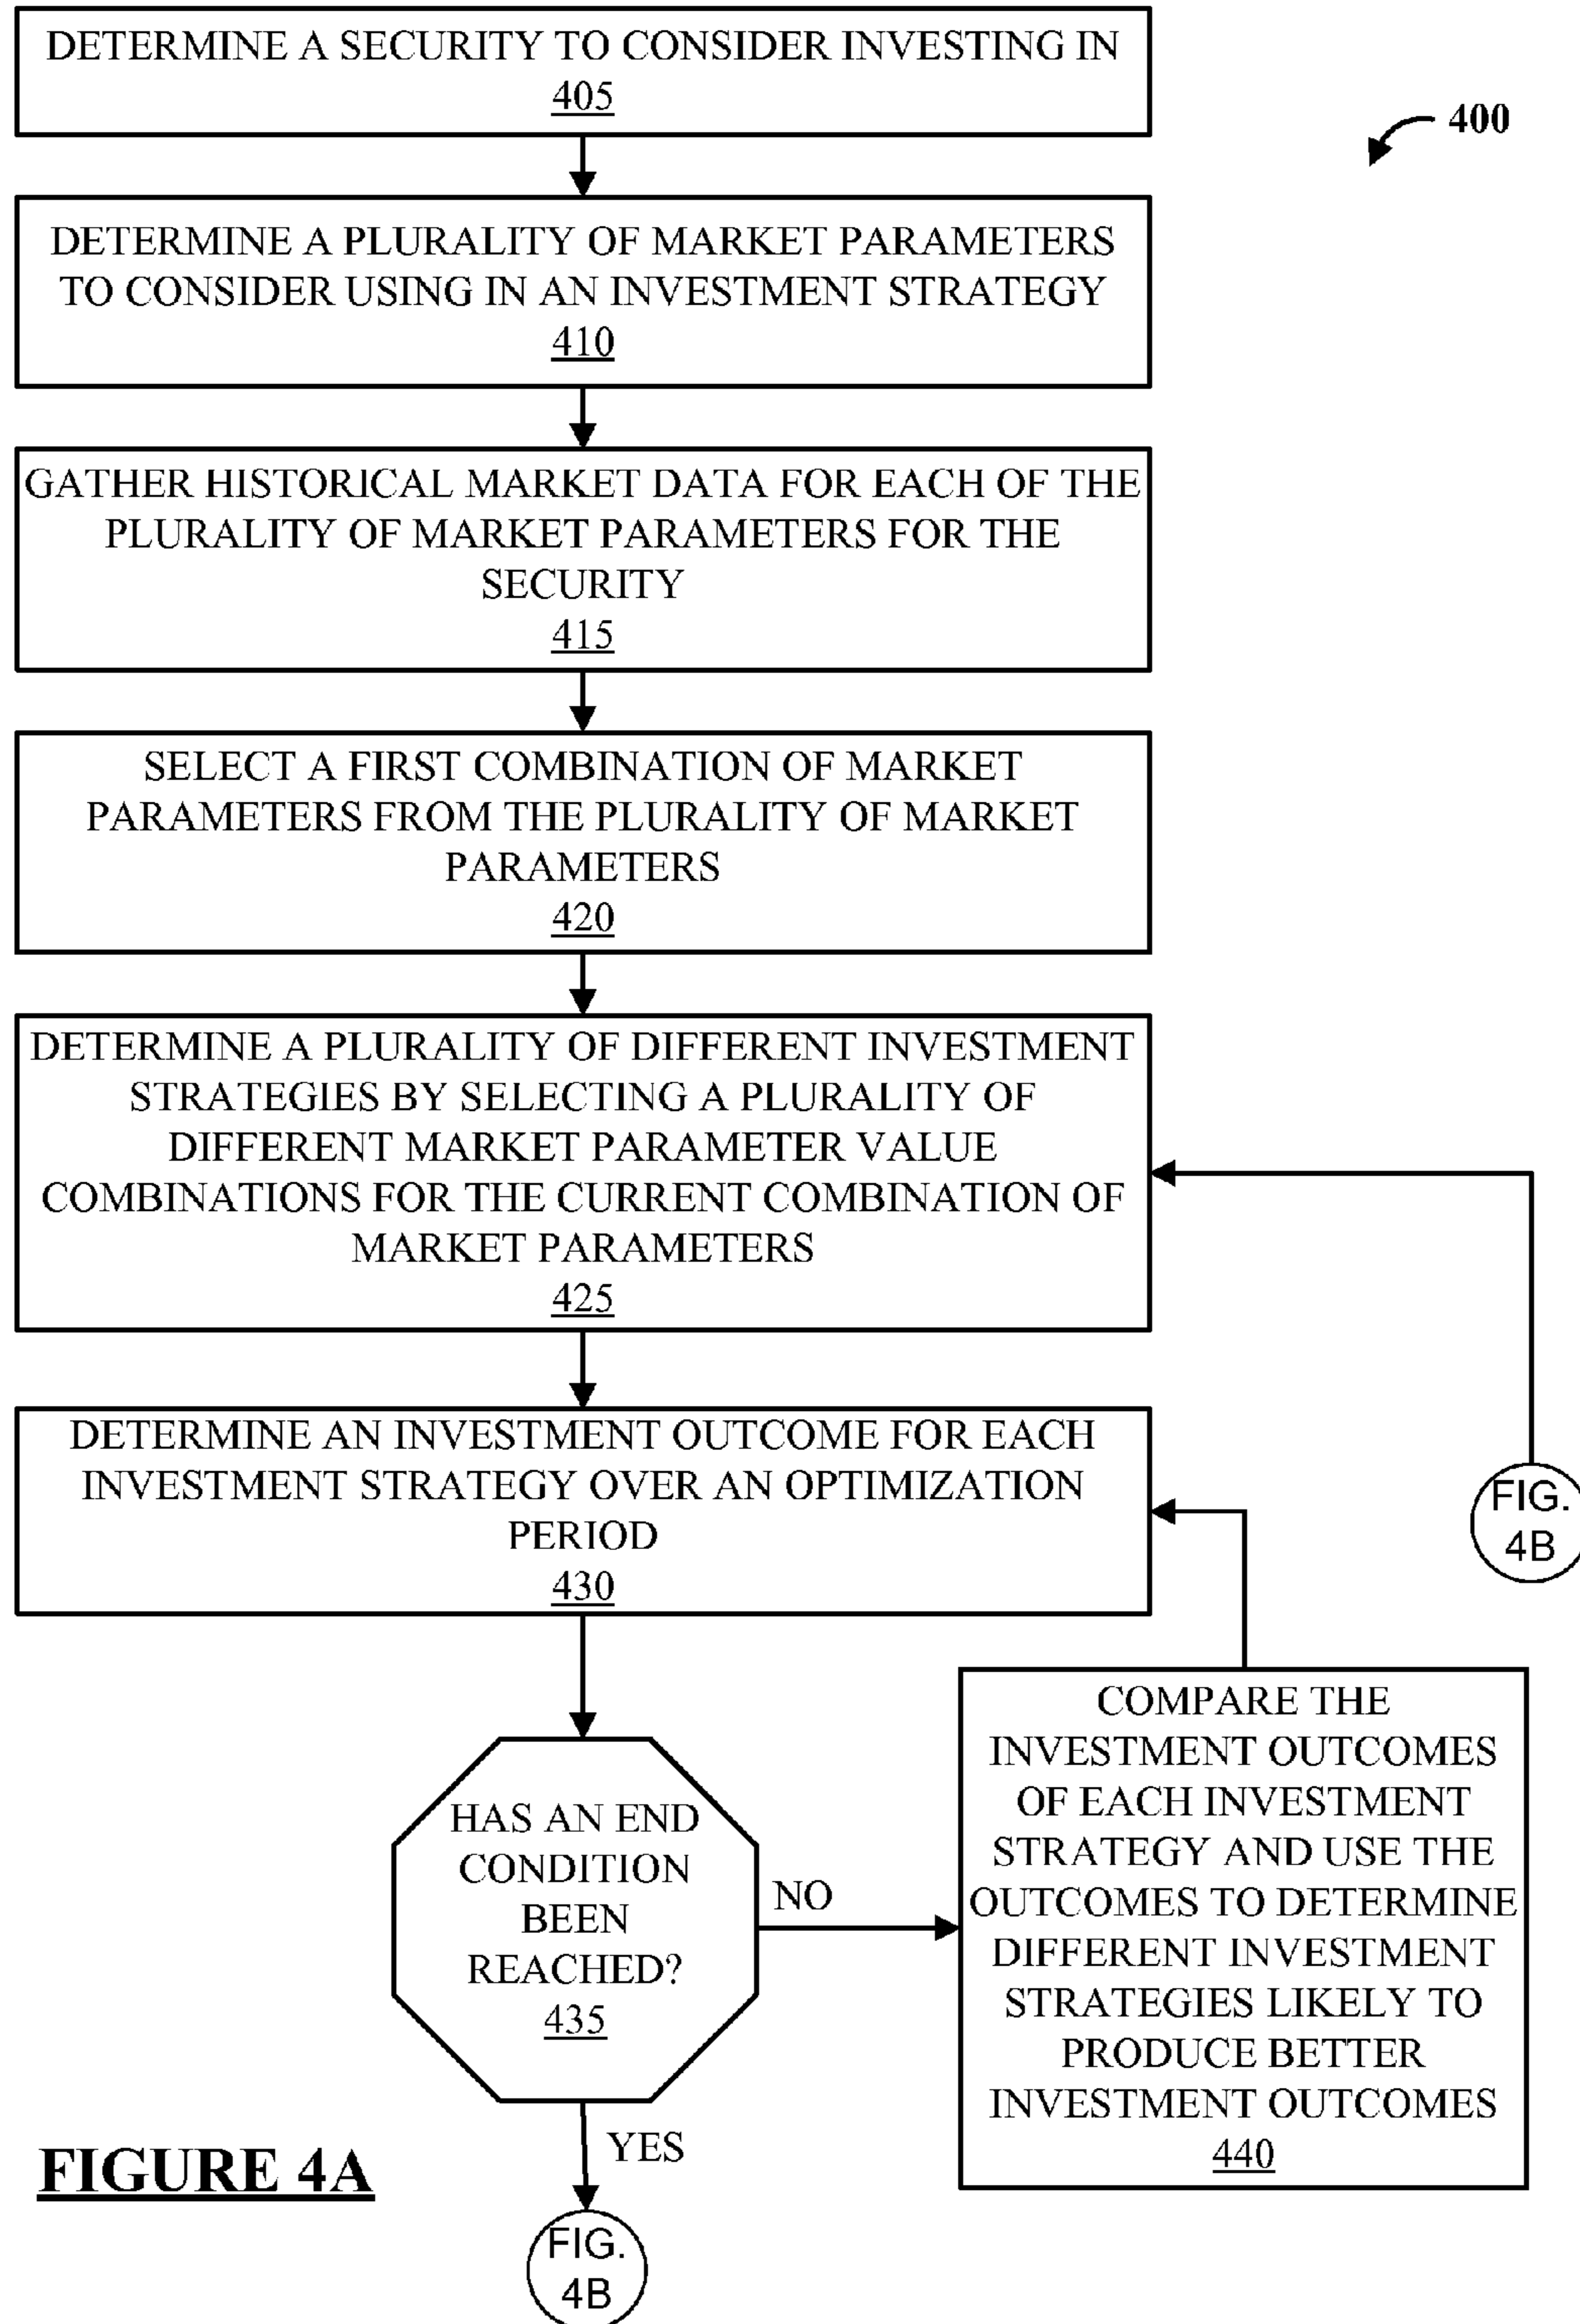 DETERMINE A SECURITY TO CONSIDER INVESTING IN
405
400
DETERMINE A PLURALITY OF MARKET PARAMETERS
TO CONSIDER USING IN AN INVESTMENT STRATEGY
410
GATHER HISTORICAL MARKET DATA FOR EACH OF THE
PLURALITY OF MARKET PARAMETERS FOR THE
SECURITY
415
SELECT A FIRST COMBINATION OF MARKET
PARAMETERS FROM THE PLURALITY OF MARKET
PARAMETERS
420
DETERMINE A PLURALITY OF DIFFERENT INVESTMENT
STRATEGIES BY SELECTING A PLURALITY OF
DIFFERENT MARKET PARAMETER VALUE
COMBINATIONS FOR THE CURRENT COMBINATION OF
MARKET PARAMETERS
425
DETERMINE AN INVESTMENT OUTCOME FOR EACH
INVESTMENT STRATEGY OVER AN OPTIMIZATION
PERIOD
430
FIG.
4B
HAS AN END
CONDITION
BEEN
REACHED?
435
NO
COMPARE THE
INVESTMENT OUTCOMES
OF EACH INVESTMENT
STRATEGY AND USE THE
OUTCOMES TO DETERMINE
DIFFERENT INVESTMENT
STRATEGIES LIKELY TO
PRODUCE BETTER
INVESTMENT OUTCOMES
440
YES
FIGURE 4A
FIG.
4B